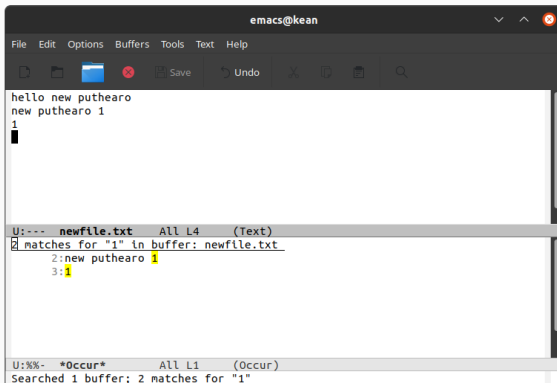 emacs@kean
File Edit Options Buffers Tools Text Help
Save Undo
hello new puthearo
new puthearo 1
1
U:--- newfile.txt All L4 (Text)
2 matches for "1" in buffer: newfile.txt
2:new puthearo 1
3:1
U:%%- *Occur* All L1 (Occur)
Searched 1 buffer; 2 matches for "1"